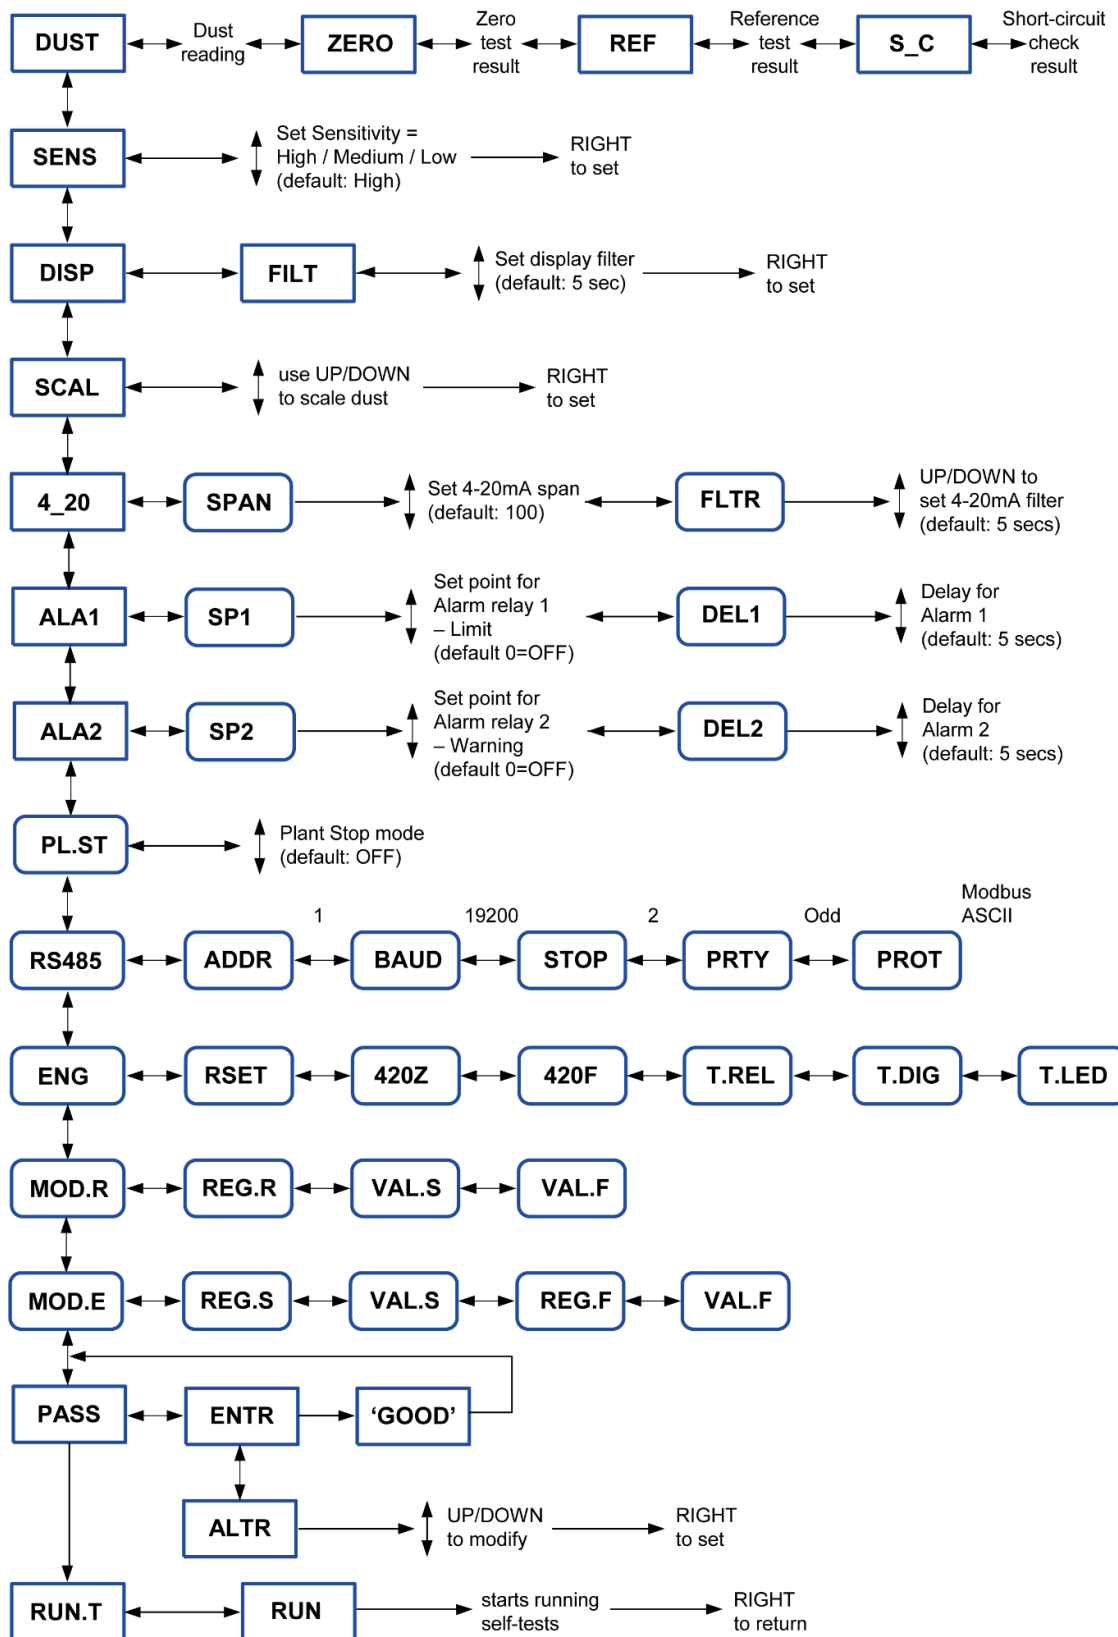 DUST
Dust
reading
ZERO
Zero
test
result
REF
Reference
test
result
S_C
Short-circuit
check
result
SENS
Set Sensitivity =
High / Medium / Low
(default: High)
RIGHT
to set
DISP
FILT
Set display filter
(default: 5 sec)
RIGHT
to set
SCAL
use UP/DOWN
to scale dust
RIGHT
to set
4_20
SPAN
Set 4-20mA span
(default: 100)
FLTR
UP/DOWN to
set 4-20mA filter
(default: 5 secs)
ALA1
SP1
Set point for
Alarm relay 1
– Limit
(default 0=OFF)
DEL1
Delay for
Alarm 1
(default: 5 secs)
ALA2
SP2
Set point for
Alarm relay 2
– Warning
(default 0=OFF)
DEL2
Delay for
Alarm 2
(default: 5 secs)
PL.ST
Plant Stop mode
(default: OFF)
RS485
ADDR
1
BAUD
19200
STOP
2
PRTY
Odd
PROT
Modbus
ASCII
ENG
RSET
420Z
420F
T.REL
T.DIG
T.LED
MOD.R
REG.R
VAL.S
VAL.F
MOD.E
REG.S
VAL.S
REG.F
VAL.F
PASS
ENTR
‘GOOD’
ALTR
UP/DOWN
to modify
RIGHT
to set
RUN.T
RUN
starts running
self-tests
RIGHT
to return